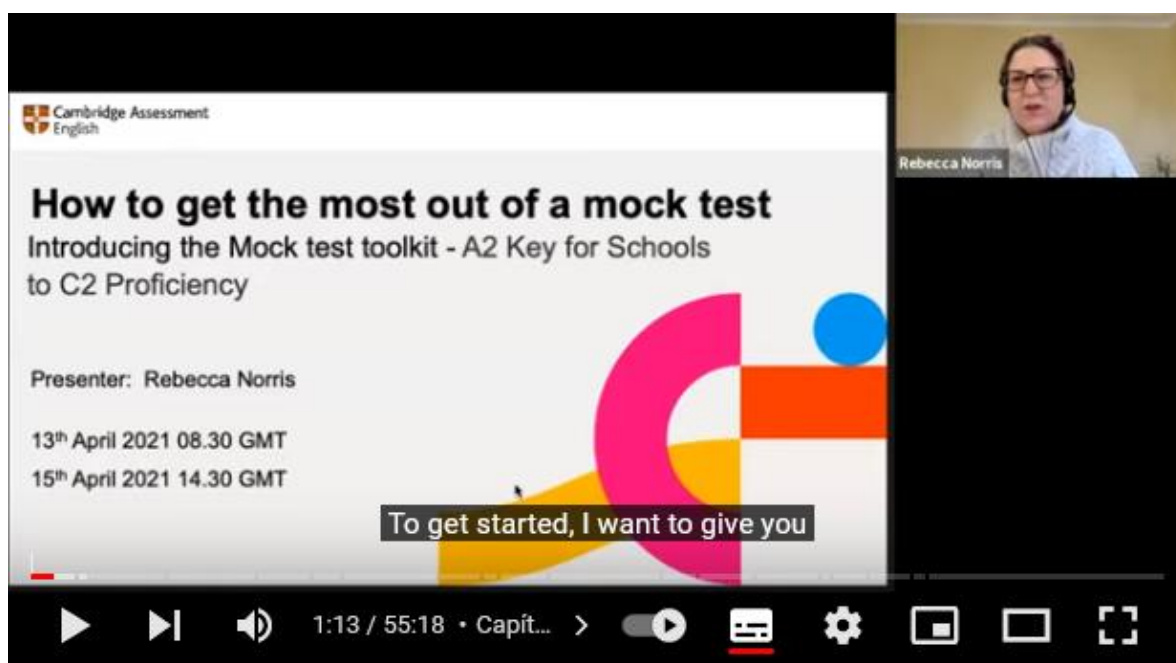 Cambridge Assessment
English
Rebecca Norris
How to get the most out of a mock test
Introducing the Mock test toolkit - A2 Key for Schools
to C2 Proficiency
Presenter: Rebecca Norris
13th April 2021 08.30 GMT
15th April 2021 14.30 GMT
To get started, I want to give you
1:13 / 55:18 • Capít...